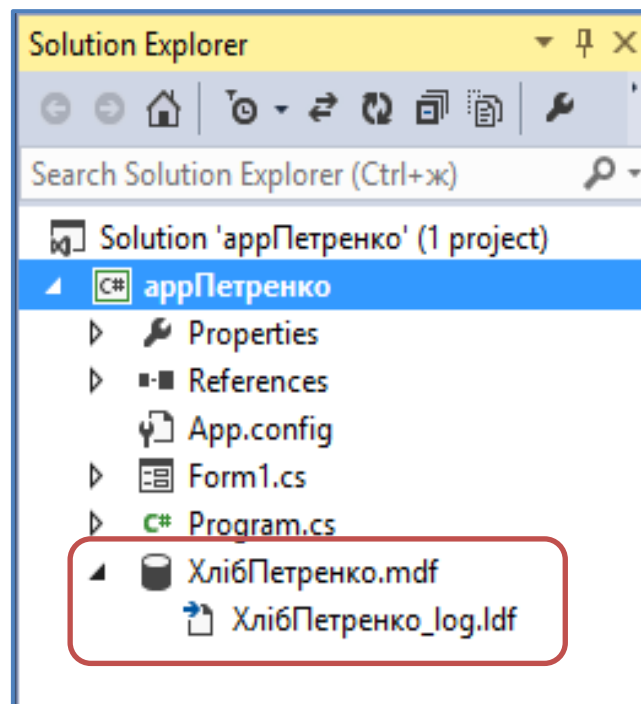 Solution Explorer
Search Solution Explorer (Ctrl+ж)
Solution 'appПетренко' (1 project)
C# appПетренко
Properties
References
App.config
Form1.cs
C# Program.cs
ХлібПетренко.mdf
ХлібПетренко_log.ldf